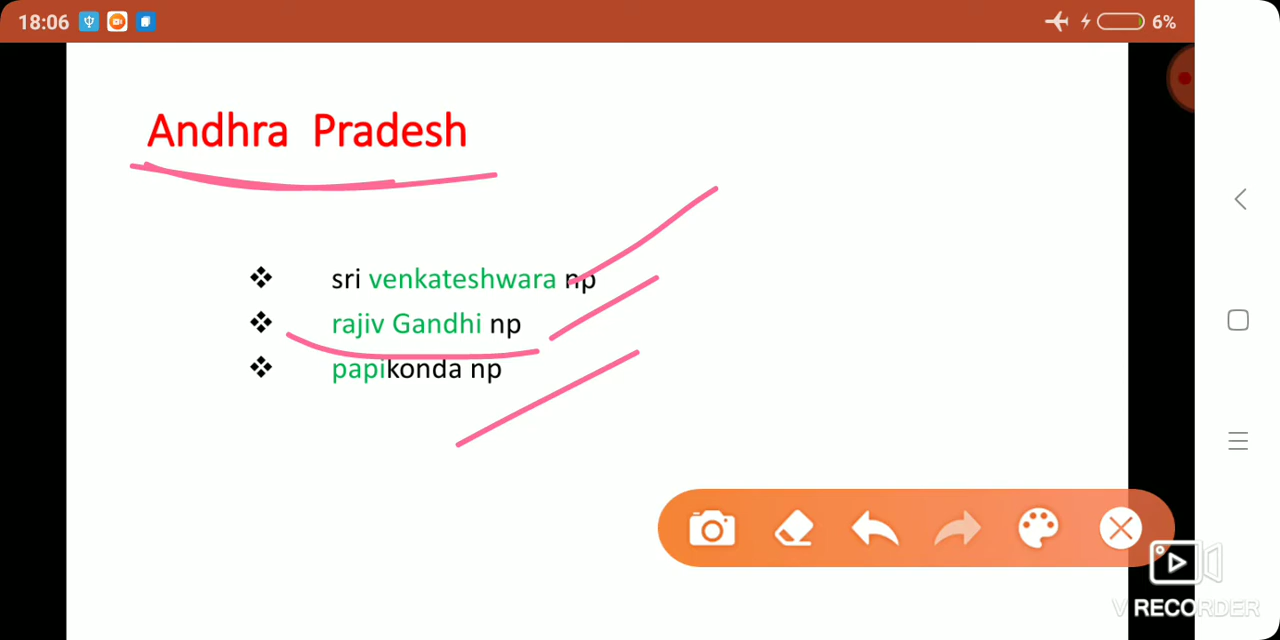 18:06 6%
Andhra Pradesh
sri venkateshwara np
rajiv Gandhi np
papikonda np
V RECORDER